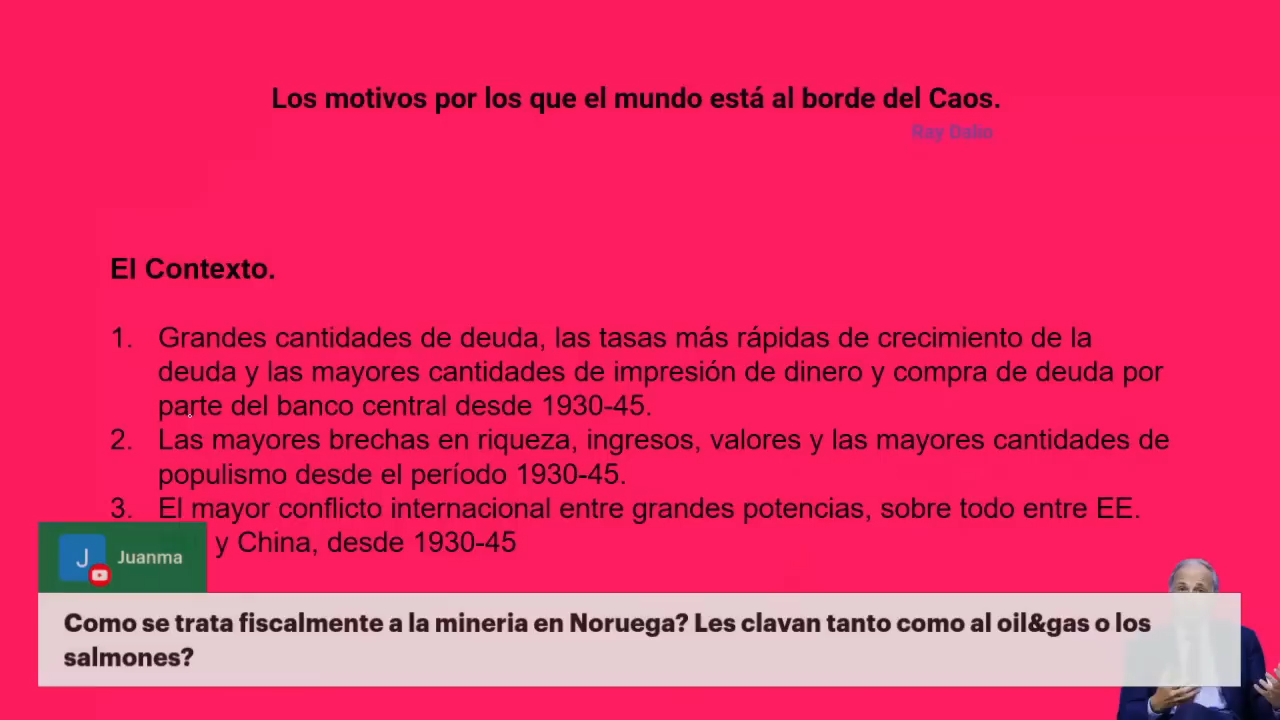 Los motivos por los que el mundo está al borde del Caos.
Ray Dalio
El Contexto.
1. Grandes cantidades de deuda, las tasas más rápidas de crecimiento de la
deuda y las mayores cantidades de impresión de dinero y compra de deuda por
parte del banco central desde 1930-45.
2. Las mayores brechas en riqueza, ingresos, valores y las mayores cantidades de
populismo desde el período 1930-45.
3. El mayor conflicto internacional entre grandes potencias, sobre todo entre EE.
y China, desde 1930-45
J Juanma
Como se trata fiscalmente a la mineria en Noruega? Les clavan tanto como al oil&gas o los
salmones?